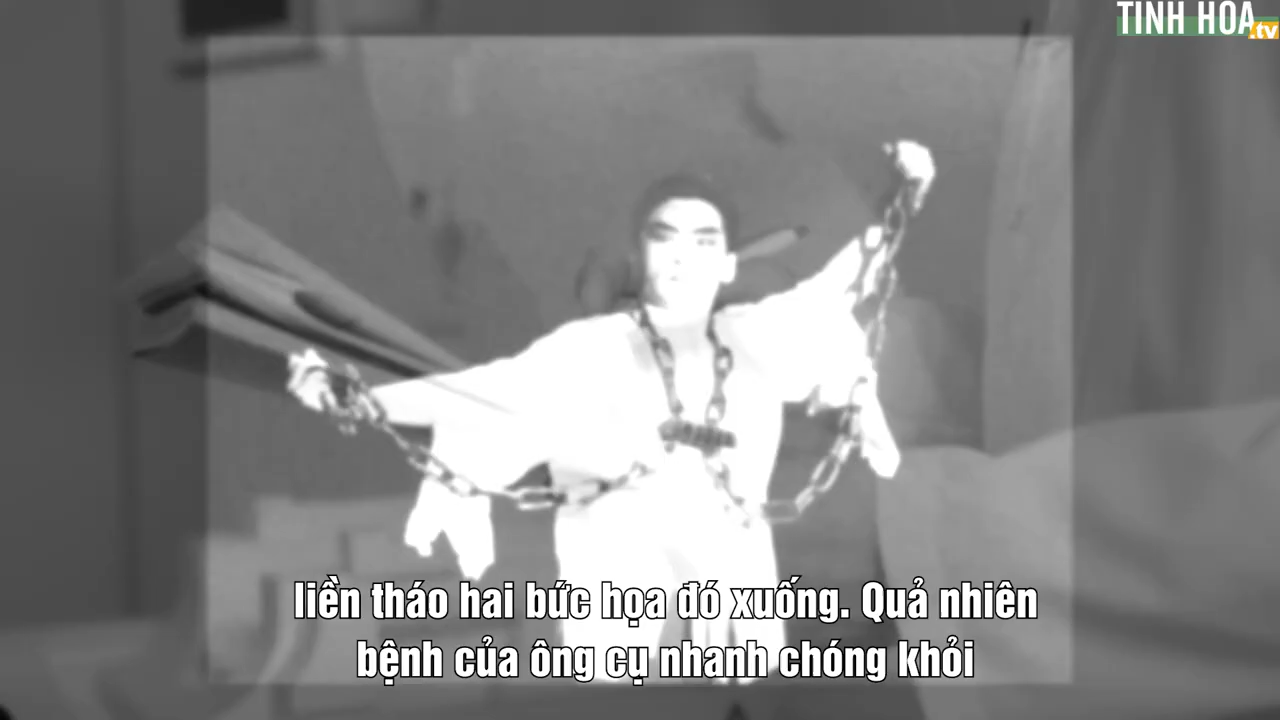 TINH HOA
.tv
liền tháo hai bức họa đó xuống. Quả nhiên
bệnh của ông cụ nhanh chóng khỏi